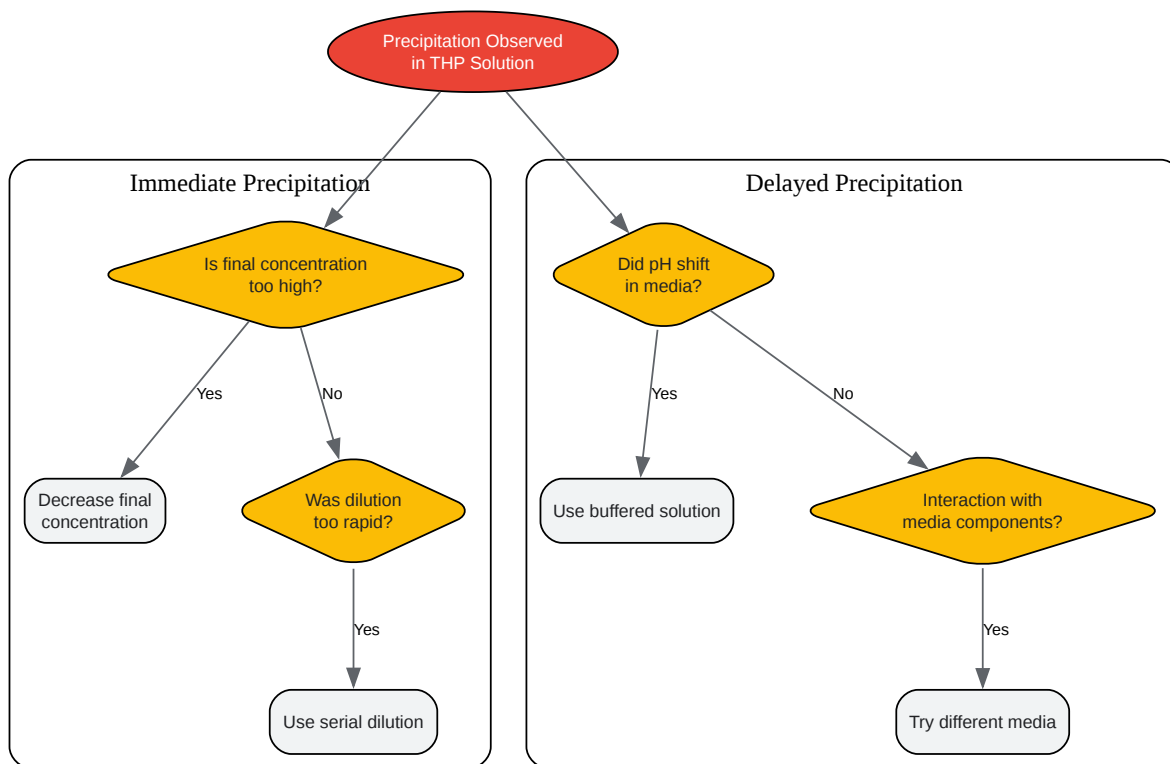 Precipitation Observed
in THP Solution
Immediate Precipitation
Delayed Precipitation
Is final concentration
too high?
Did pH shift
in media?
Yes
No
Yes
No
Decrease final
concentration
Was dilution
too rapid?
Use buffered solution
Interaction with
media components?
Yes
Yes
Use serial dilution
Try different media